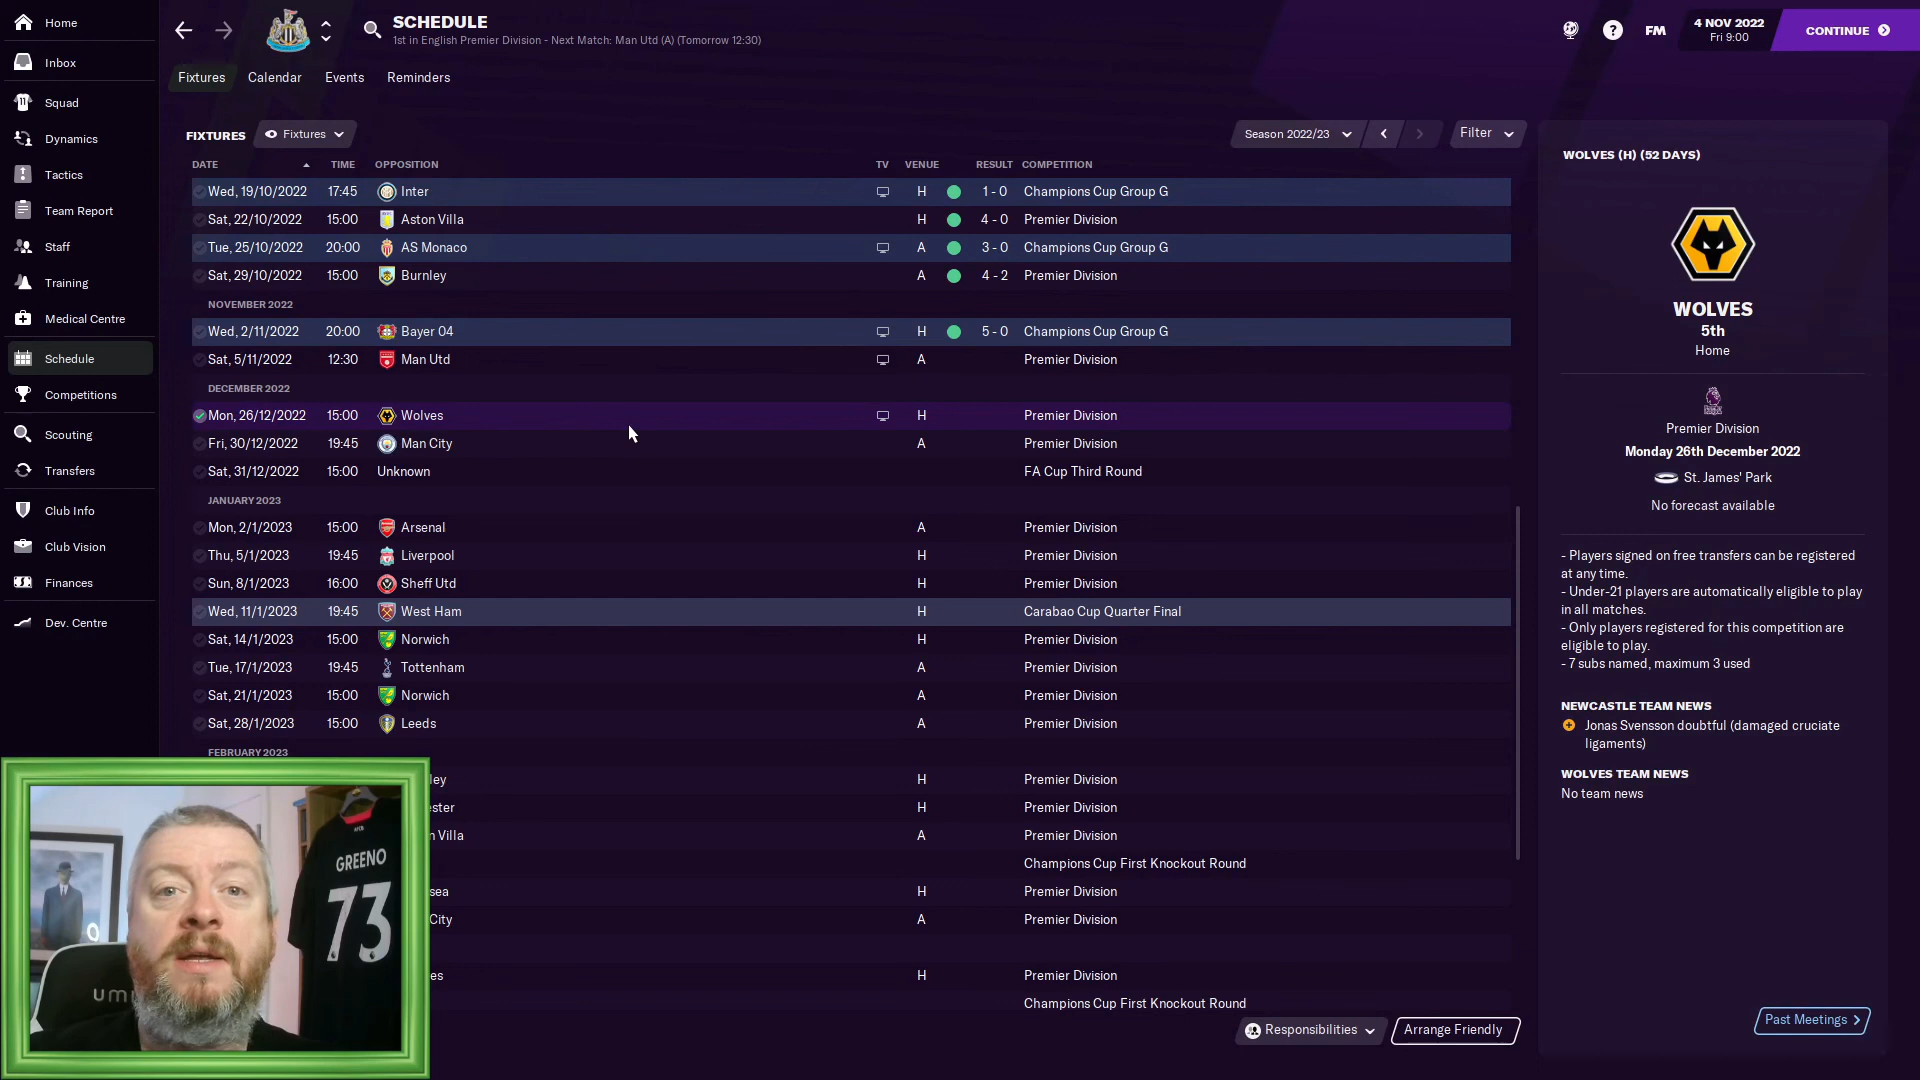 Home
Inbox
Squad
Dynamics
Tactics
Team Report
Staff
Training
Medical Centre
Schedule
Competitions
Scouting
Transfers
Club Info
Club Vision
Finances
Dev. Centre
SCHEDULE
1st in English Premier Division - Next Match: Man Utd (A) (Tomorrow 12:30)
FM
4 NOV 2022
Fri 9:00
CONTINUE
Fixtures Calendar Events Reminders
FIXTURES Fixtures Season 2022/23 Filter
DATE TIME OPPOSITION TV VENUE RESULT COMPETITION
Wed, 19/10/2022 17:45 Inter H 1 - 0 Champions Cup Group G
Sat, 22/10/2022 15:00 Aston Villa H 4 - 0 Premier Division
Tue, 25/10/2022 20:00 AS Monaco A 3 - 0 Champions Cup Group G
Sat, 29/10/2022 15:00 Burnley A 4 - 2 Premier Division
NOVEMBER 2022
Wed, 2/11/2022 20:00 Bayer 04 H 5 - 0 Champions Cup Group G
Sat, 5/11/2022 12:30 Man Utd A Premier Division
DECEMBER 2022
Mon, 26/12/2022 15:00 Wolves H Premier Division
Fri, 30/12/2022 19:45 Man City A Premier Division
Sat, 31/12/2022 15:00 Unknown FA Cup Third Round
JANUARY 2023
Mon, 2/1/2023 15:00 Arsenal A Premier Division
Thu, 5/1/2023 19:45 Liverpool H Premier Division
Sun, 8/1/2023 16:00 Sheff Utd H Premier Division
Wed, 11/1/2023 19:45 West Ham H Carabao Cup Quarter Final
Sat, 14/1/2023 15:00 Norwich H Premier Division
Tue, 17/1/2023 19:45 Tottenham A Premier Division
Sat, 21/1/2023 15:00 Norwich A Premier Division
Sat, 28/1/2023 15:00 Leeds A Premier Division
FEBRUARY 2023
ley H Premier Division
ester H Premier Division
n Villa A Premier Division
Champions Cup First Knockout Round
sea H Premier Division
City A Premier Division
es H Premier Division
Champions Cup First Knockout Round
Responsibilities Arrange Friendly
WOLVES (H) (52 DAYS)
WOLVES
5th
Home
Premier Division
Monday 26th December 2022
St. James' Park
No forecast available
- Players signed on free transfers can be registered
at any time.
- Under-21 players are automatically eligible to play
in all matches.
- Only players registered for this competition are
eligible to play.
- 7 subs named, maximum 3 used
NEWCASTLE TEAM NEWS
Jonas Svensson doubtful (damaged cruciate
ligaments)
WOLVES TEAM NEWS
No team news
Past Meetings
GREENO
73